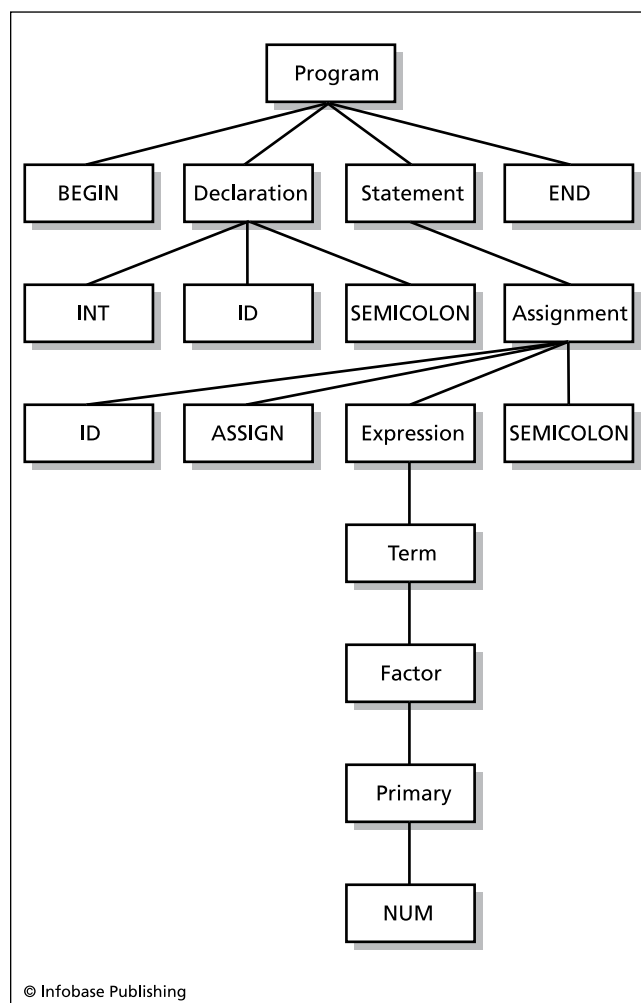 Program
BEGIN Declaration Statement END
INT ID SEMICOLON Assignment
ID ASSIGN Expression SEMICOLON
Term
Factor
Primary
NUM
© Infobase Publishing